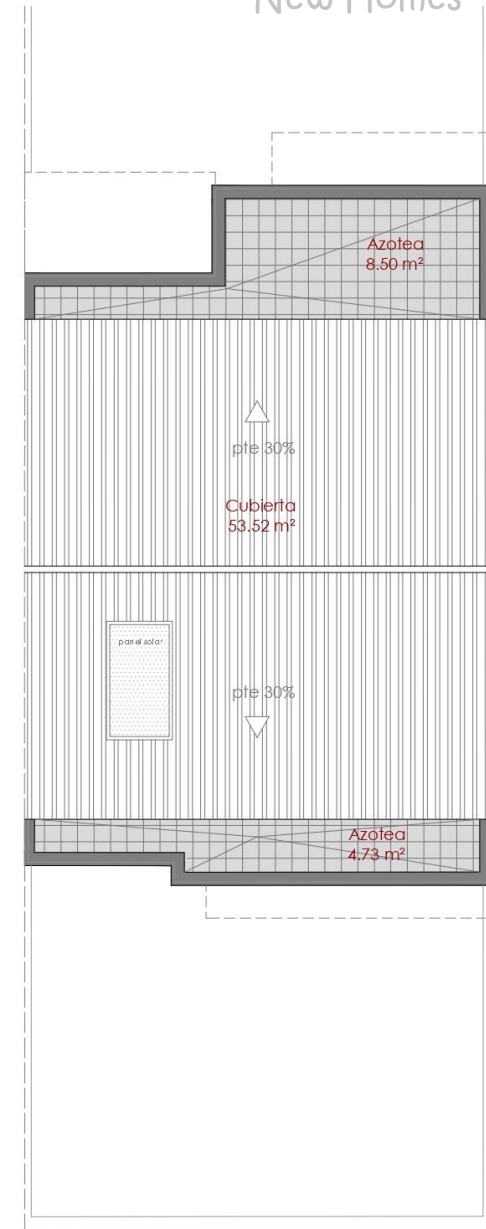 New Homes
Azotea
8.50 m²
pte 30%
Cubierta
53.52 m²
panel solar
pte 30%
Azotea
4.73 m²